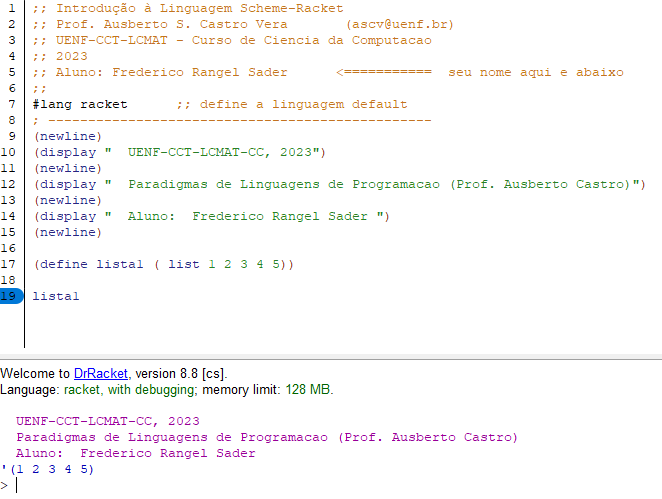 1 ;; Introdução à Linguagem Scheme-Racket
2 ;; Prof. Ausberto S. Castro Vera       (ascv@uenf.br)
3 ;; UENF-CCT-LCMAT - Curso de Ciencia da Computacao
4 ;; 2023
5 ;; Aluno: Frederico Rangel Sader      <===========  seu nome aqui e abaixo
6 ;;
7 #lang racket      ;; define a linguagem default
8 ; ------------------------------------------------
9 (newline)
10 (display "  UENF-CCT-LCMAT-CC, 2023")
11 (newline)
12 (display "  Paradigmas de Linguagens de Programacao (Prof. Ausberto Castro)")
13 (newline)
14 (display "  Aluno:  Frederico Rangel Sader ")
15 (newline)
16
17 (define lista1 ( list 1 2 3 4 5))
18
19 lista1
Welcome to DrRacket, version 8.8 [cs].
Language: racket, with debugging; memory limit: 128 MB.
  UENF-CCT-LCMAT-CC, 2023
  Paradigmas de Linguagens de Programacao (Prof. Ausberto Castro)
  Aluno:  Frederico Rangel Sader
'(1 2 3 4 5)
>